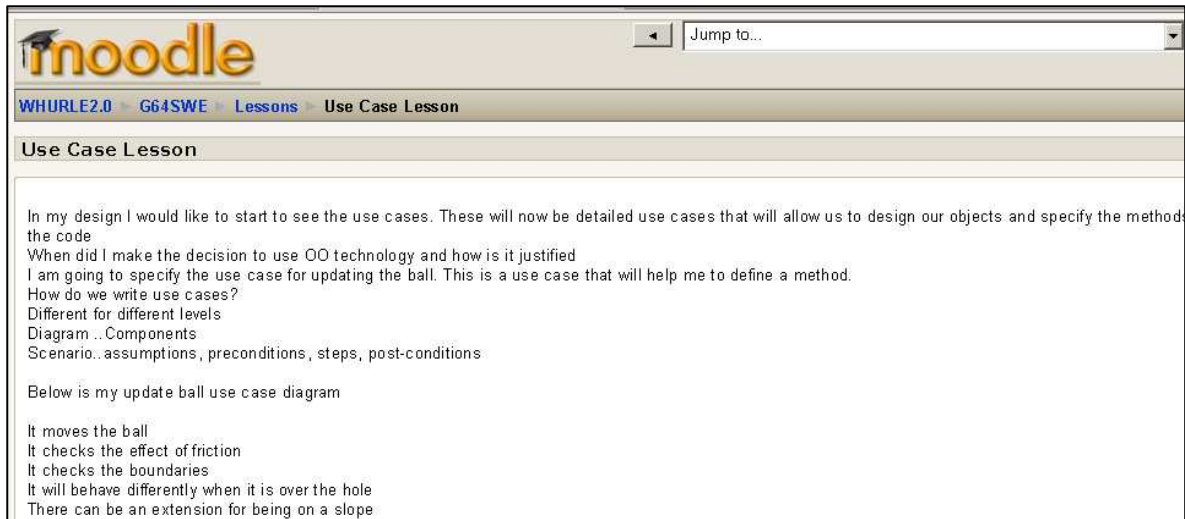 moodle
Jump to...
WHURLE2.0 ► G64SWE ► Lessons ► Use Case Lesson
Use Case Lesson
In my design I would like to start to see the use cases. These will now be detailed use cases that will allow us to design our objects and specify the methods
the code
When did I make the decision to use OO technology and how is it justified
I am going to specify the use case for updating the ball. This is a use case that will help me to define a method.
How do we write use cases?
Different for different levels
Diagram ..Components
Scenario..assumptions, preconditions, steps, post-conditions
Below is my update ball use case diagram
It moves the ball
It checks the effect of friction
It checks the boundaries
It will behave differently when it is over the hole
There can be an extension for being on a slope